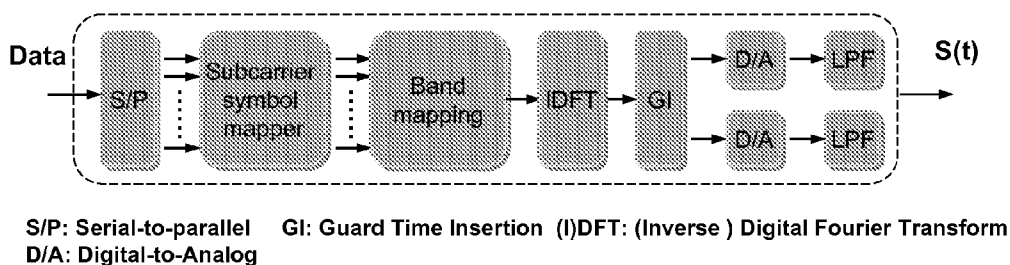 Data
S/P
Subcarrier
symbol
mapper
Band
mapping
IDFT
GI
D/A
LPF
D/A
LPF
S(t)
S/P: Serial-to-parallel GI: Guard Time Insertion (I)DFT: (Inverse ) Digital Fourier Transform
D/A: Digital-to-Analog